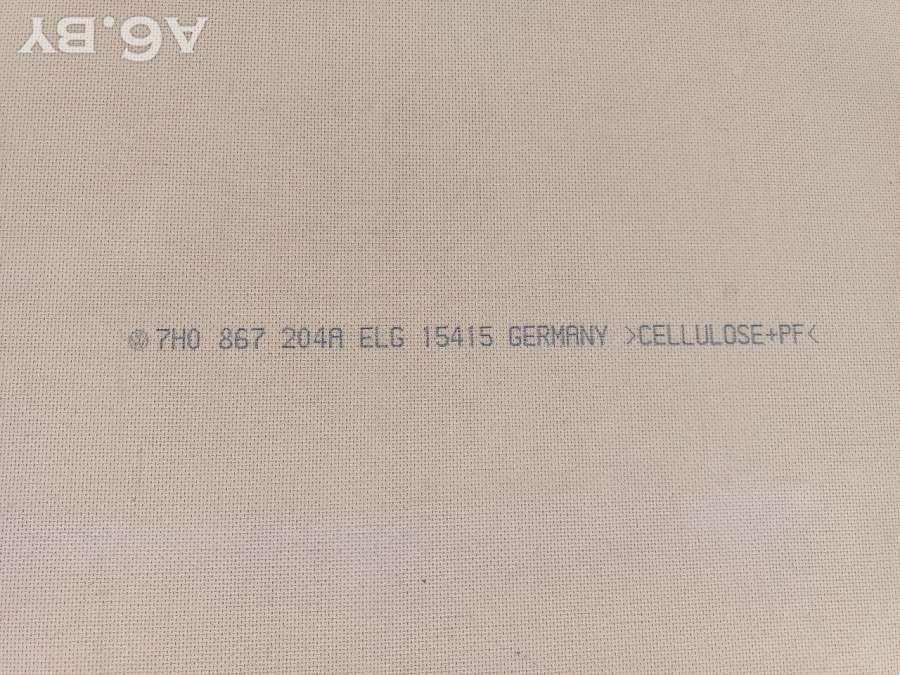 A6.BY
7H0 867 204A ELG 15415 GERMANY >CELLULOSE+PF<